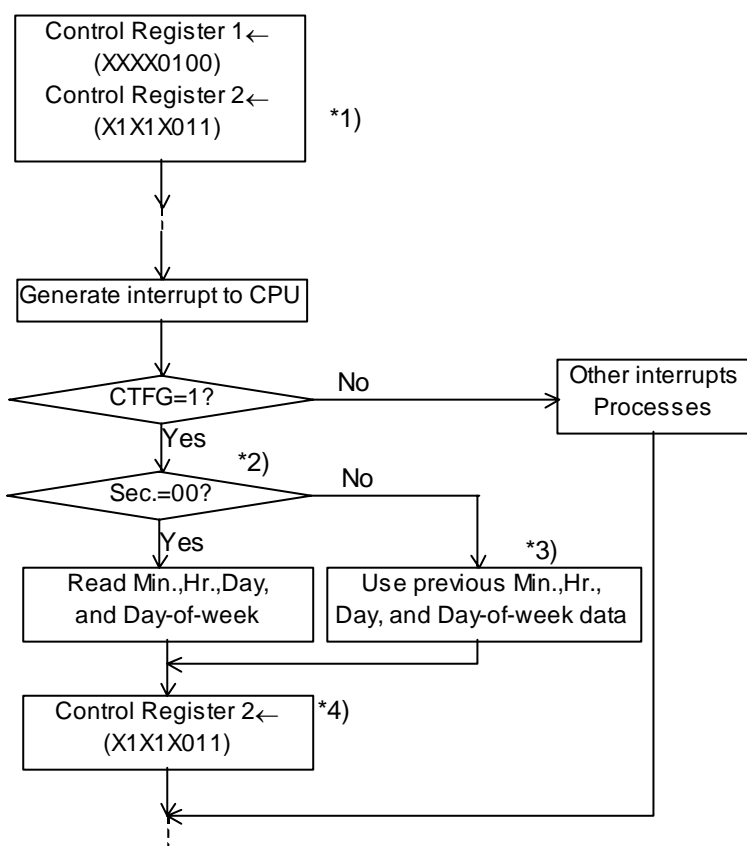 Control Register 1←
(XXXX0100)
Control Register 2←
(X1X1X011)
*1)
Generate interrupt to CPU
CTFG=1?
No
Other interrupts
Processes
Yes
*2)
Sec.=00?
No
Yes
*3)
Read Min.,Hr.,Day,
and Day-of-week
Use previous Min.,Hr.,
Day, and Day-of-week data
Control Register 2←
(X1X1X011)
*4)